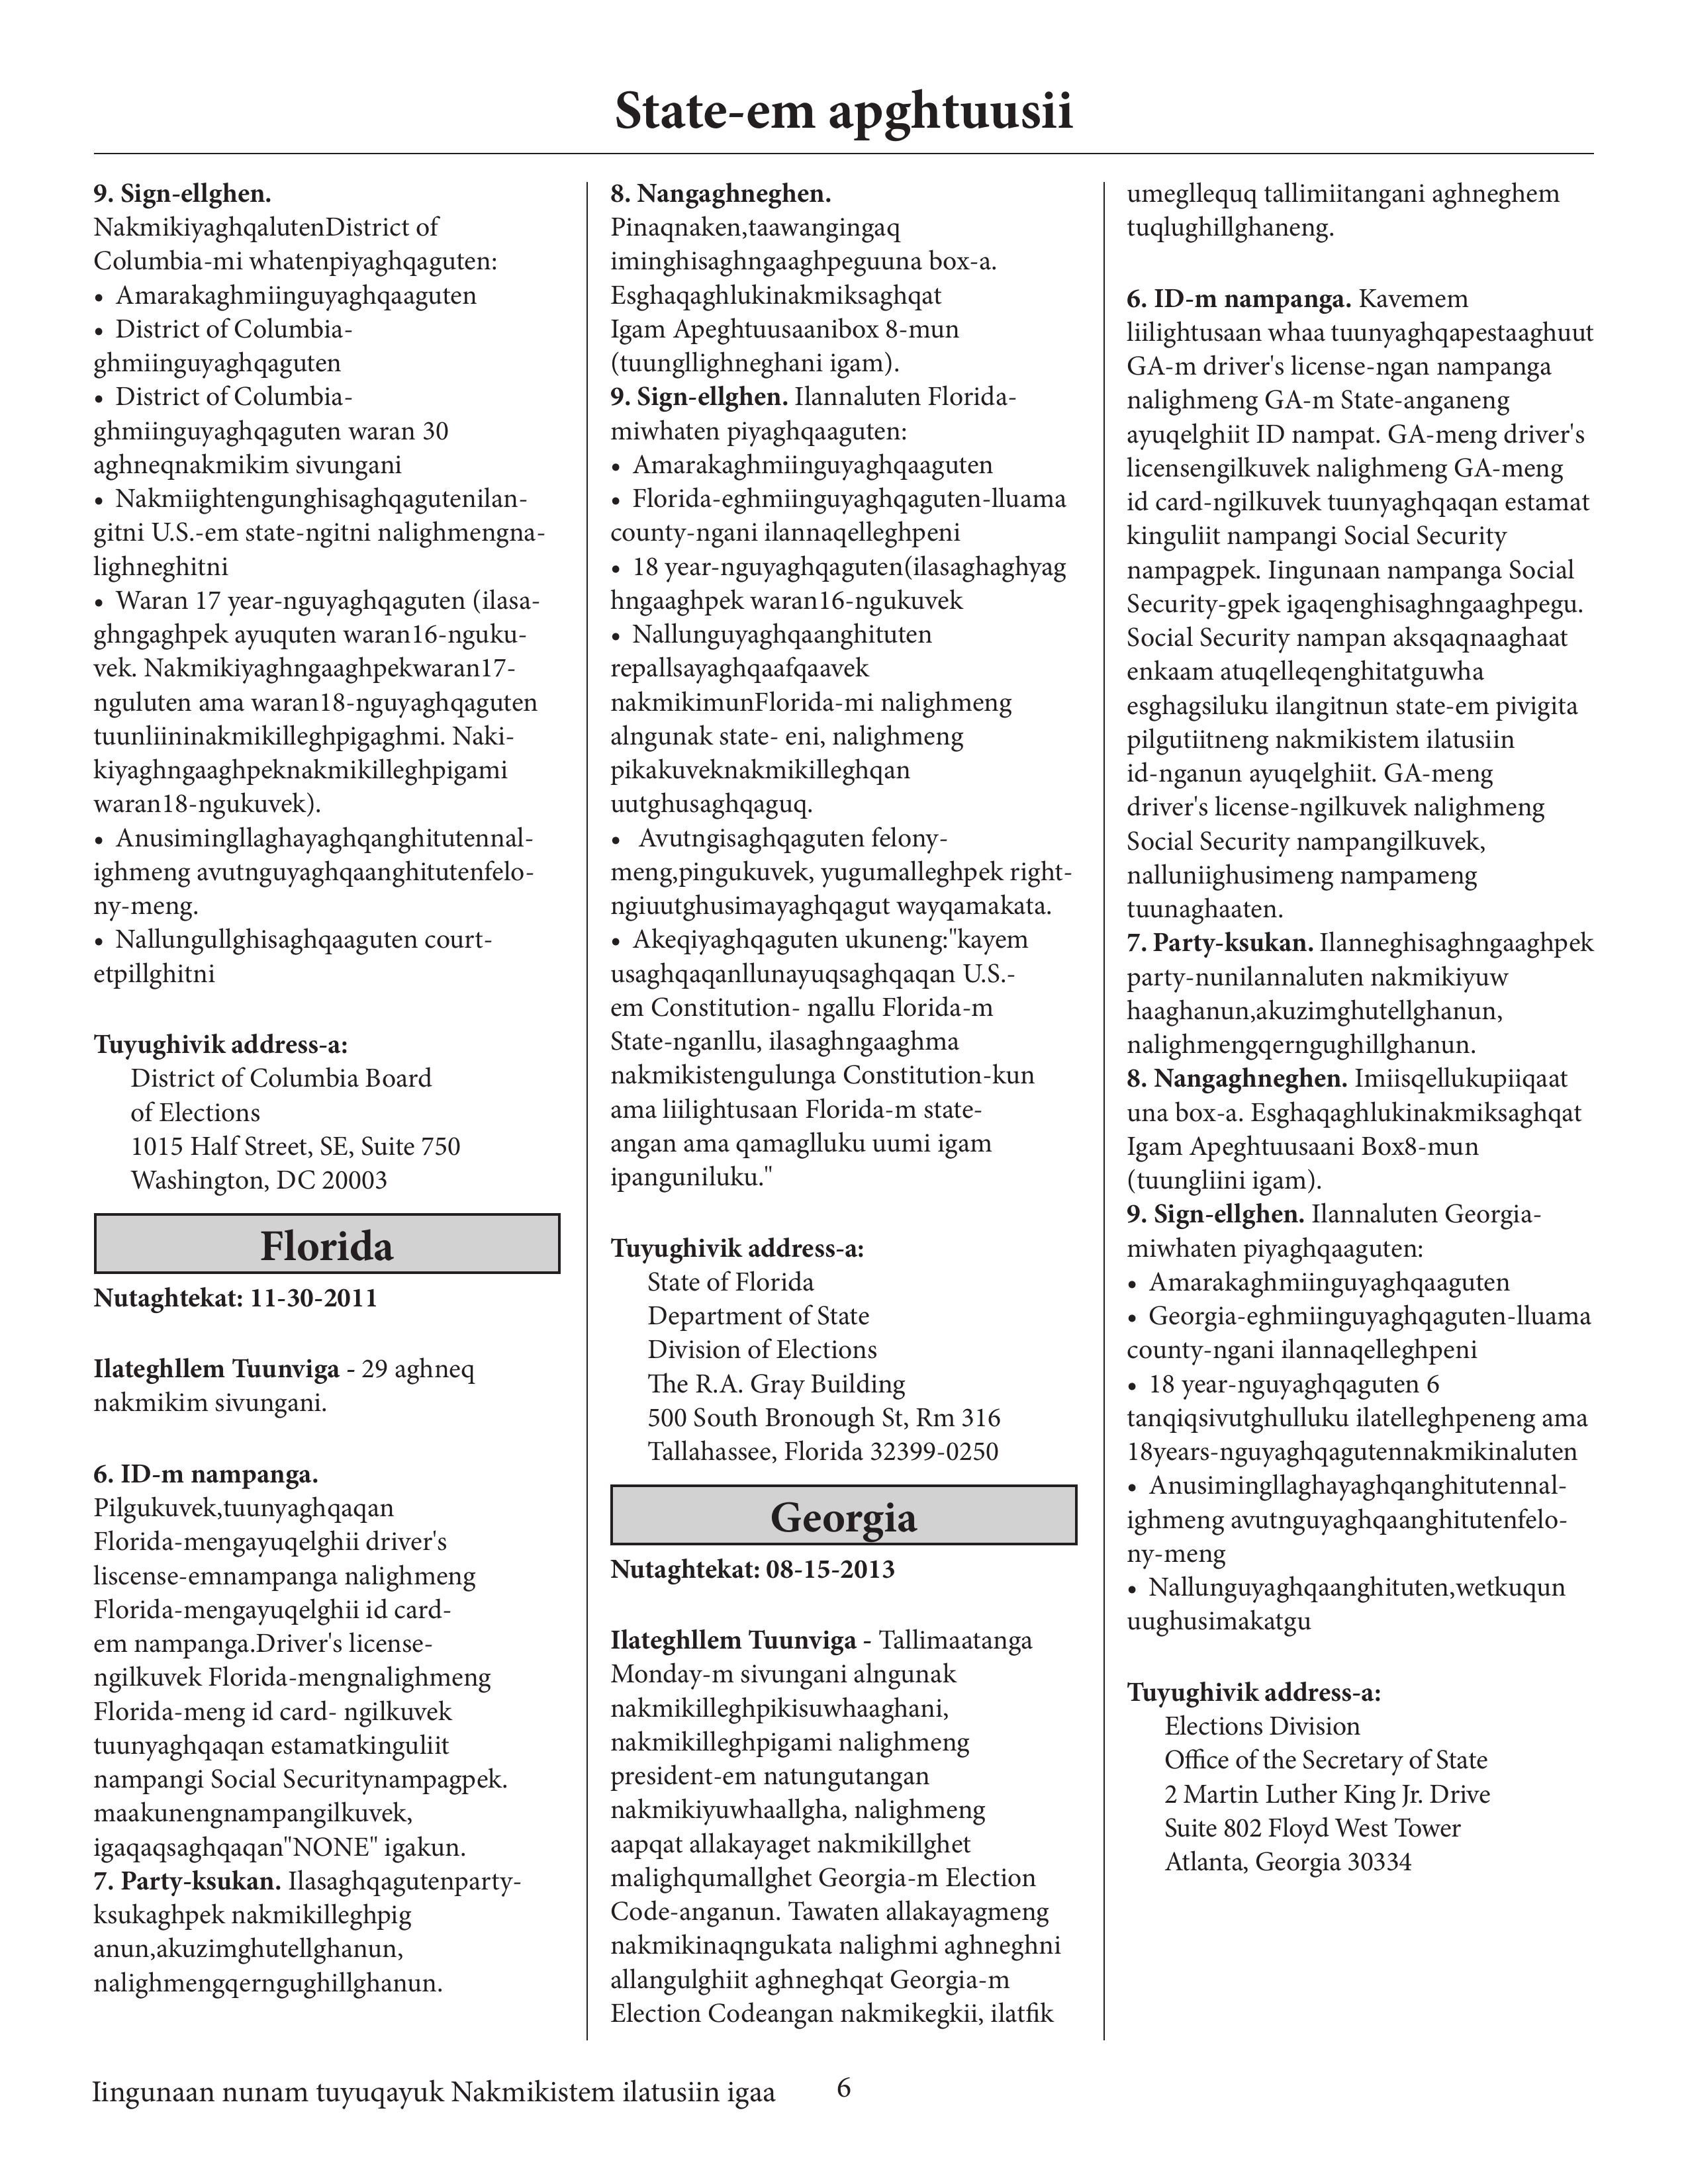 State-em apghtuusii
9. Sign-ellghen.
NakmikiyaghqalutenDistrict of
Columbia-mi whatenpiyaghqaguten:
• Amarakaghmiinguyaghqaaguten
• District of Columbia-
ghmiinguyaghqaguten
• District of Columbia-
ghmiinguyaghqaguten waran 30
aghneqnakmikim sivungani
• Nakmiightengunghisaghqagutenilan-
gitni U.S.-em state-ngitni nalighmengna-
lighneghitni
• Waran 17 year-nguyaghqaguten (ilasa-
ghngaghpek ayuquten waran16-nguku-
vek. Nakmikiyaghngaaghpekwaran17-
nguluten ama waran18-nguyaghqaguten
tuunliininakmikilleghpigaghmi. Naki-
kiyaghngaaghpeknakmikilleghpigami
waran18-ngukuvek).
• Anusimingllaghayaghqanghitutennal-
ighmeng avutnguyaghqaanghitutenfelo-
ny-meng.
• Nallungullghisaghqaaguten court-
etpillghitni
Tuyughivik address-a:
District of Columbia Board
of Elections
1015 Half Street, SE, Suite 750
Washington, DC 20003
Florida
Nutaghtekat: 11-30-2011
Ilateghllem Tuunviga - 29 aghneq
nakmikim sivungani.
6. ID-m nampanga.
Pilgukuvek,tuunyaghqaqan
Florida-mengayuqelghii driver's
liscense-emnampanga nalighmeng
Florida-mengayuqelghii id card-
em nampanga.Driver's license-
ngilkuvek Florida-mengnalighmeng
Florida-meng id card- ngilkuvek
tuunyaghqaqan estamatkinguliit
nampangi Social Securitynampagpek.
maakunengnampangilkuvek,
igaqaqsaghqaqan"NONE" igakun.
7. Party-ksukan. Ilasaghqagutenparty-
ksukaghpek nakmikilleghpig
anun,akuzimghutellghanun,
nalighmengqerngughillghanun.
8. Nangaghneghen.
Pinaqnaken,taawangingaq
iminghisaghngaaghpeguuna box-a.
Esghaqaghlukinakmiksaghqat
Igam Apeghtuusaanibox 8-mun
(tuungllighneghani igam).
9. Sign-ellghen. Ilannaluten Florida-
miwhaten piyaghqaaguten:
• Amarakaghmiinguyaghqaaguten
• Florida-eghmiinguyaghqaguten-lluama
county-ngani ilannaqelleghpeni
• 18 year-nguyaghqaguten(ilasaghaghyag
hngaaghpek waran16-ngukuvek
• Nallunguyaghqaanghituten
repallsayaghqaafqaavek
nakmikimunFlorida-mi nalighmeng
alngunak state- eni, nalighmeng
pikakuveknakmikilleghqan
uutghusaghqaguq.
• Avutngisaghqaguten felony-
meng,pingukuvek, yugumalleghpek right-
ngiuutghusimayaghqagut wayqamakata.
• Akeqiyaghqaguten ukuneng:"kayem
usaghqaqanllunayuqsaghqaqan U.S.-
em Constitution- ngallu Florida-m
State-nganllu, ilasaghngaaghma
nakmikistengulunga Constitution-kun
ama liilightusaan Florida-m state-
angan ama qamaglluku uumi igam
ipanguniluku."
Tuyughivik address-a:
State of Florida
Department of State
Division of Elections
The R.A. Gray Building
500 South Bronough St, Rm 316
Tallahassee, Florida 32399-0250
Georgia
Nutaghtekat: 08-15-2013
Ilateghllem Tuunviga - Tallimaatanga
Monday-m sivungani alngunak
nakmikilleghpikisuwhaaghani,
nakmikilleghpigami nalighmeng
president-em natungutangan
nakmikiyuwhaallgha, nalighmeng
aapqat allakayaget nakmikillghet
malighqumallghet Georgia-m Election
Code-anganun. Tawaten allakayagmeng
nakmikinaqngukata nalighmi aghneghni
allangulghiit aghneghqat Georgia-m
Election Codeangan nakmikegkii, ilatfik
umegllequq tallimiitangani aghneghem
tuqlughillghaneng.
6. ID-m nampanga. Kavemem
liilightusaan whaa tuunyaghqapestaaghuut
GA-m driver's license-ngan nampanga
nalighmeng GA-m State-anganeng
ayuqelghiit ID nampat. GA-meng driver's
licensengilkuvek nalighmeng GA-meng
id card-ngilkuvek tuunyaghqaqan estamat
kinguliit nampangi Social Security
nampagpek. Iingunaan nampanga Social
Security-gpek igaqenghisaghngaaghpegu.
Social Security nampan aksqaqnaaghaat
enkaam atuqelleqenghitatguwha
esghagsiluku ilangitnun state-em pivigita
pilgutiitneng nakmikistem ilatusiin
id-nganun ayuqelghiit. GA-meng
driver's license-ngilkuvek nalighmeng
Social Security nampangilkuvek,
nalluniighusimeng nampameng
tuunaghaaten.
7. Party-ksukan. Ilanneghisaghngaaghpek
party-nunilannaluten nakmikiyuw
haaghanun,akuzimghutellghanun,
nalighmengqerngughillghanun.
8. Nangaghneghen. Imiisqellukupiiqaat
una box-a. Esghaqaghlukinakmiksaghqat
Igam Apeghtuusaani Box8-mun
(tuungliini igam).
9. Sign-ellghen. Ilannaluten Georgia-
miwhaten piyaghqaaguten:
• Amarakaghmiinguyaghqaaguten
• Georgia-eghmiinguyaghqaguten-lluama
county-ngani ilannaqelleghpeni
• 18 year-nguyaghqaguten 6
tanqiqsivutghulluku ilatelleghpeneng ama
18years-nguyaghqagutennakmikinaluten
• Anusimingllaghayaghqanghitutennal-
ighmeng avutnguyaghqaanghitutenfelo-
ny-meng
• Nallunguyaghqaanghituten,wetkuqun
uughusimakatgu
Tuyughivik address-a:
Elections Division
Office of the Secretary of State
2 Martin Luther King Jr. Drive
Suite 802 Floyd West Tower
Atlanta, Georgia 30334
Iingunaan nunam tuyuqayuk Nakmikistem ilatusiin igaa 6